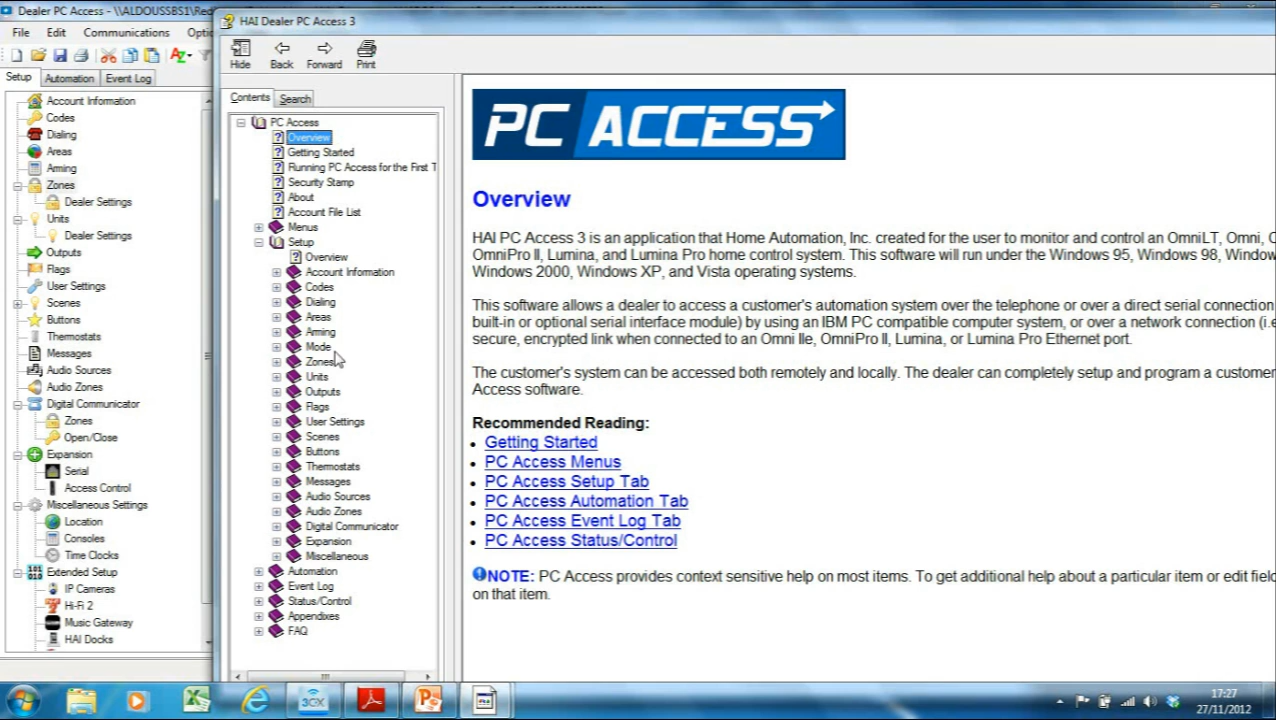 Dealer PC Access - \\ALDOUSSBS1\Red
File Edit Communications Optio
Setup Automation Event Log
Account Information
Codes
Dialing
Areas
Arming
Zones
Dealer Settings
Units
Dealer Settings
Outputs
Flags
User Settings
Scenes
Buttons
Thermostats
Messages
Audio Sources
Audio Zones
Digital Communicator
Zones
Open/Close
Expansion
Serial
Access Control
Miscellaneous Settings
Location
Consoles
Time Clocks
Extended Setup
IP Cameras
Hi-Fi 2
Music Gateway
HAI Docks
HAI Dealer PC Access 3
Hide Back Forward Print
Contents Search
PC Access
Overview
Getting Started
Running PC Access for the First T
Security Stamp
About
Account File List
Menus
Setup
Overview
Account Information
Codes
Dialing
Areas
Arming
Mode
Zones
Units
Outputs
Flags
User Settings
Scenes
Buttons
Thermostats
Messages
Audio Sources
Audio Zones
Digital Communicator
Expansion
Miscellaneous
Automation
Event Log
Status/Control
Appendixes
FAQ
PC ACCESS
Overview
HAI PC Access 3 is an application that Home Automation, Inc. created for the user to monitor and control an OmniLT, Omni, O
OmniPro II, Lumina, and Lumina Pro home control system. This software will run under the Windows 95, Windows 98, Window
Windows 2000, Windows XP, and Vista operating systems.
This software allows a dealer to access a customer's automation system over the telephone or over a direct serial connection
built-in or optional serial interface module) by using an IBM PC compatible computer system, or over a network connection (i.e
secure, encrypted link when connected to an Omni IIe, OmniPro II, Lumina, or Lumina Pro Ethernet port.
The customer's system can be accessed both remotely and locally. The dealer can completely setup and program a customer
Access software.
Recommended Reading:
• Getting Started
• PC Access Menus
• PC Access Setup Tab
• PC Access Automation Tab
• PC Access Event Log Tab
• PC Access Status/Control
NOTE: PC Access provides context sensitive help on most items. To get additional help about a particular item or edit field
on that item.
3CX
17:27
27/11/2012